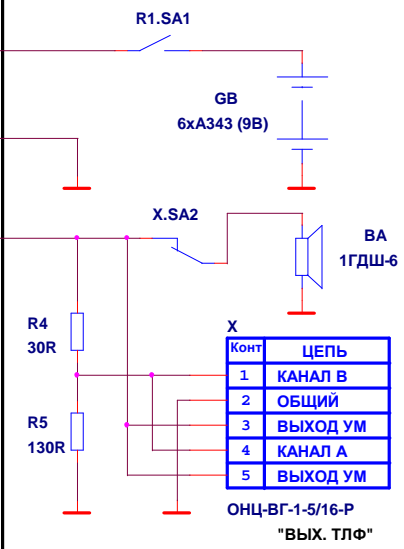 R1.SA1
GB
6xA343 (9В)
X.SA2
BA
1ГДШ-6
R4
30R
R5
130R
X
Конт ЦЕПЬ
1 КАНАЛ В
2 ОБЩИЙ
3 ВЫХОД УМ
4 КАНАЛ А
5 ВЫХОД УМ
ОНЦ-ВГ-1-5/16-Р
"ВЫХ. ТЛФ"